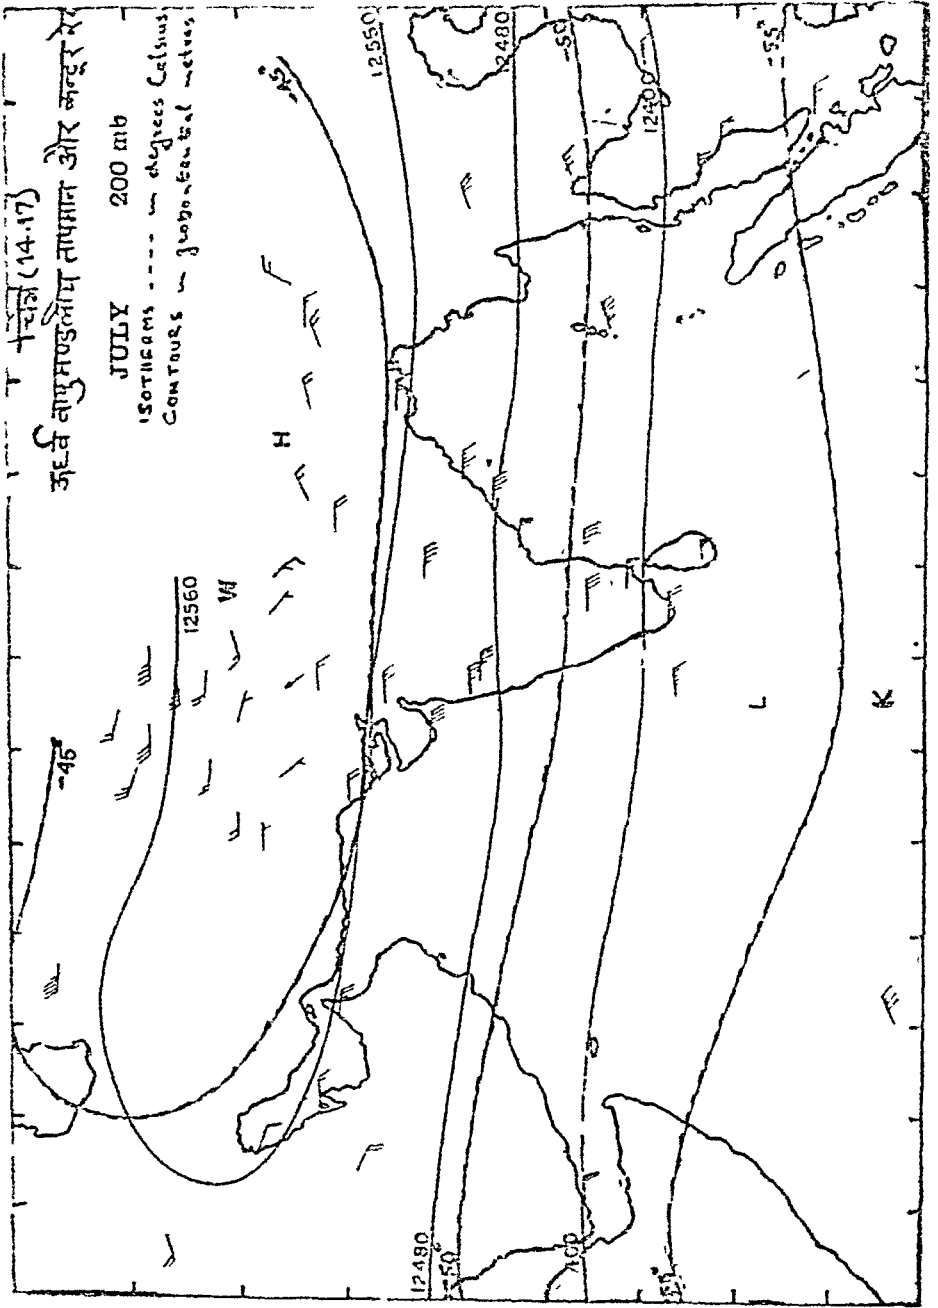 चित्र (14.17)
ऊर्ध्व वायुमण्डलीय तापमान और कन्टूर रे
JULY 200 mb
ISOTHERMS ---- in degrees Celsius
CONTOURS in geopotential metres
-45°
12550
12480
-50
12400
-55°
H
12560
W
-45°
L
K
12480
-50
400
-55°